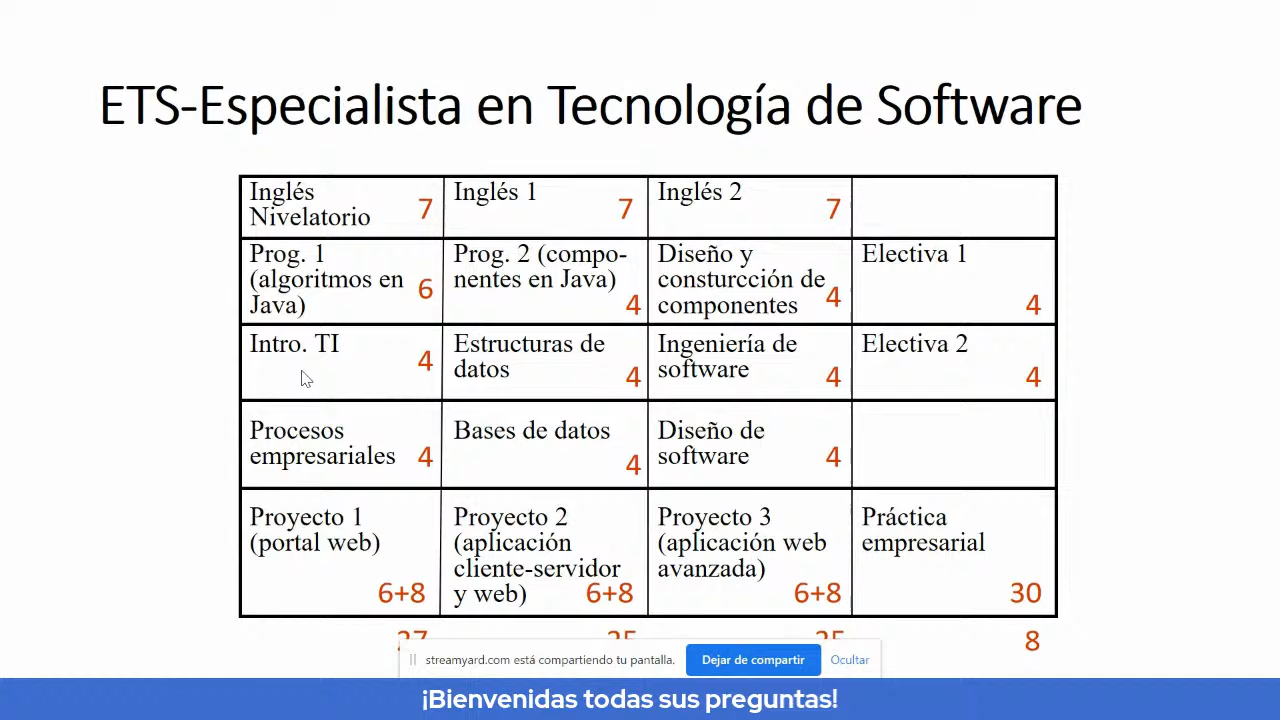 ETS-Especialista en Tecnología de Software
Inglés
Nivelatorio
7
Inglés 1
7
Inglés 2
7
Prog. 1
(algoritmos en
Java)
6
Prog. 2 (compo-
nentes en Java)
4
Diseño y
consturcción de
componentes
4
Electiva 1
4
Intro. TI
4
Estructuras de
datos
4
Ingeniería de
software
4
Electiva 2
4
Procesos
empresariales
4
Bases de datos
4
Diseño de
software
4
Proyecto 1
(portal web)
6+8
Proyecto 2
(aplicación
cliente-servidor
y web)
6+8
Proyecto 3
(aplicación web
avanzada)
6+8
Práctica
empresarial
30
8
streamyard.com está compartiendo tu pantalla.
Dejar de compartir
Ocultar
¡Bienvenidas todas sus preguntas!